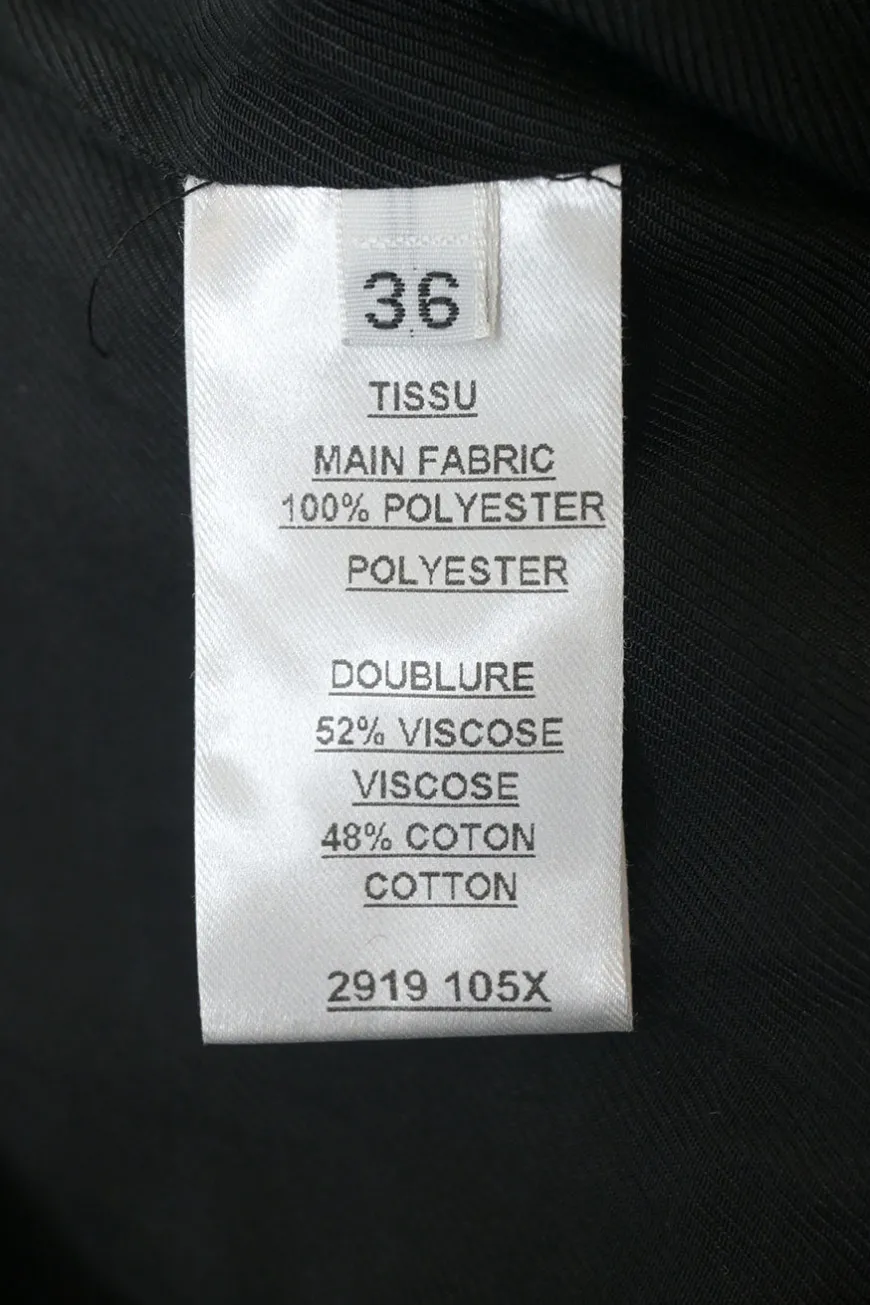 36
TISSU
MAIN FABRIC
100% POLYESTER
POLYESTER
DOUBLURE
52% VISCOSE
VISCOSE
48% COTON
COTTON
2919 105X